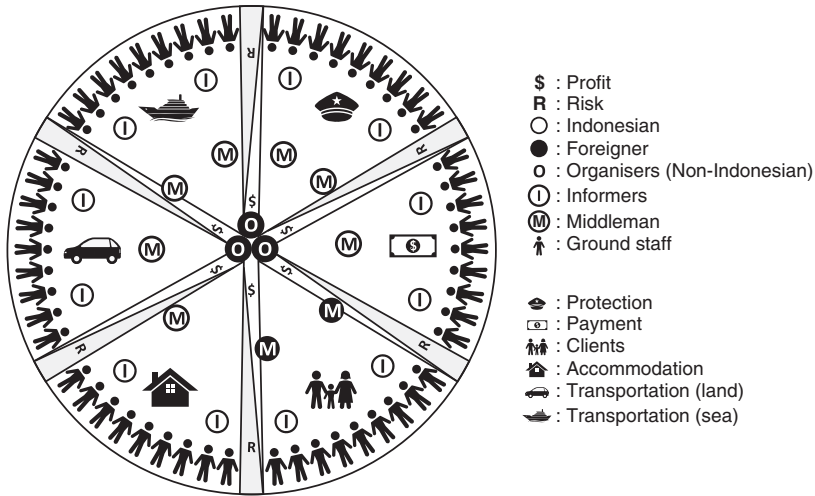 $ : Profit
R : Risk
: Indonesian
: Foreigner
O : Organisers (Non-Indonesian)
I : Informers
M : Middleman
: Ground staff
: Protection
$ : Payment
: Clients
: Accommodation
: Transportation (land)
: Transportation (sea)
R
I I
I I
M M
M M
R R
$
I I
O
$ $
O O
M M $
I I
$ $
$
M M
R R
M
I I
I I
R